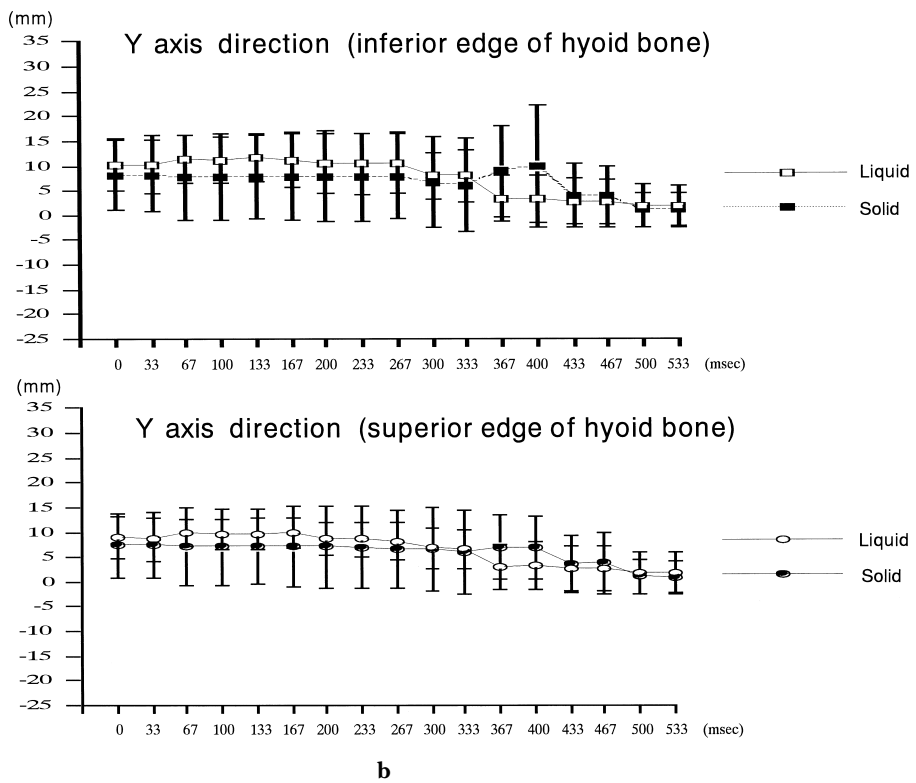 (mm)
Y axis direction (inferior edge of hyoid bone)
35
30
25
20
15
10
5
0
-5
-10
-15
-20
-25
Liquid
Solid
0 33 67 100 133 167 200 233 267 300 333 367 400 433 467 500 533 (msec)
(mm)
Y axis direction (superior edge of hyoid bone)
35
30
25
20
15
10
5
0
-5
-10
-15
-20
-25
Liquid
Solid
0 33 67 100 133 167 200 233 267 300 333 367 400 433 467 500 533 (msec)
b